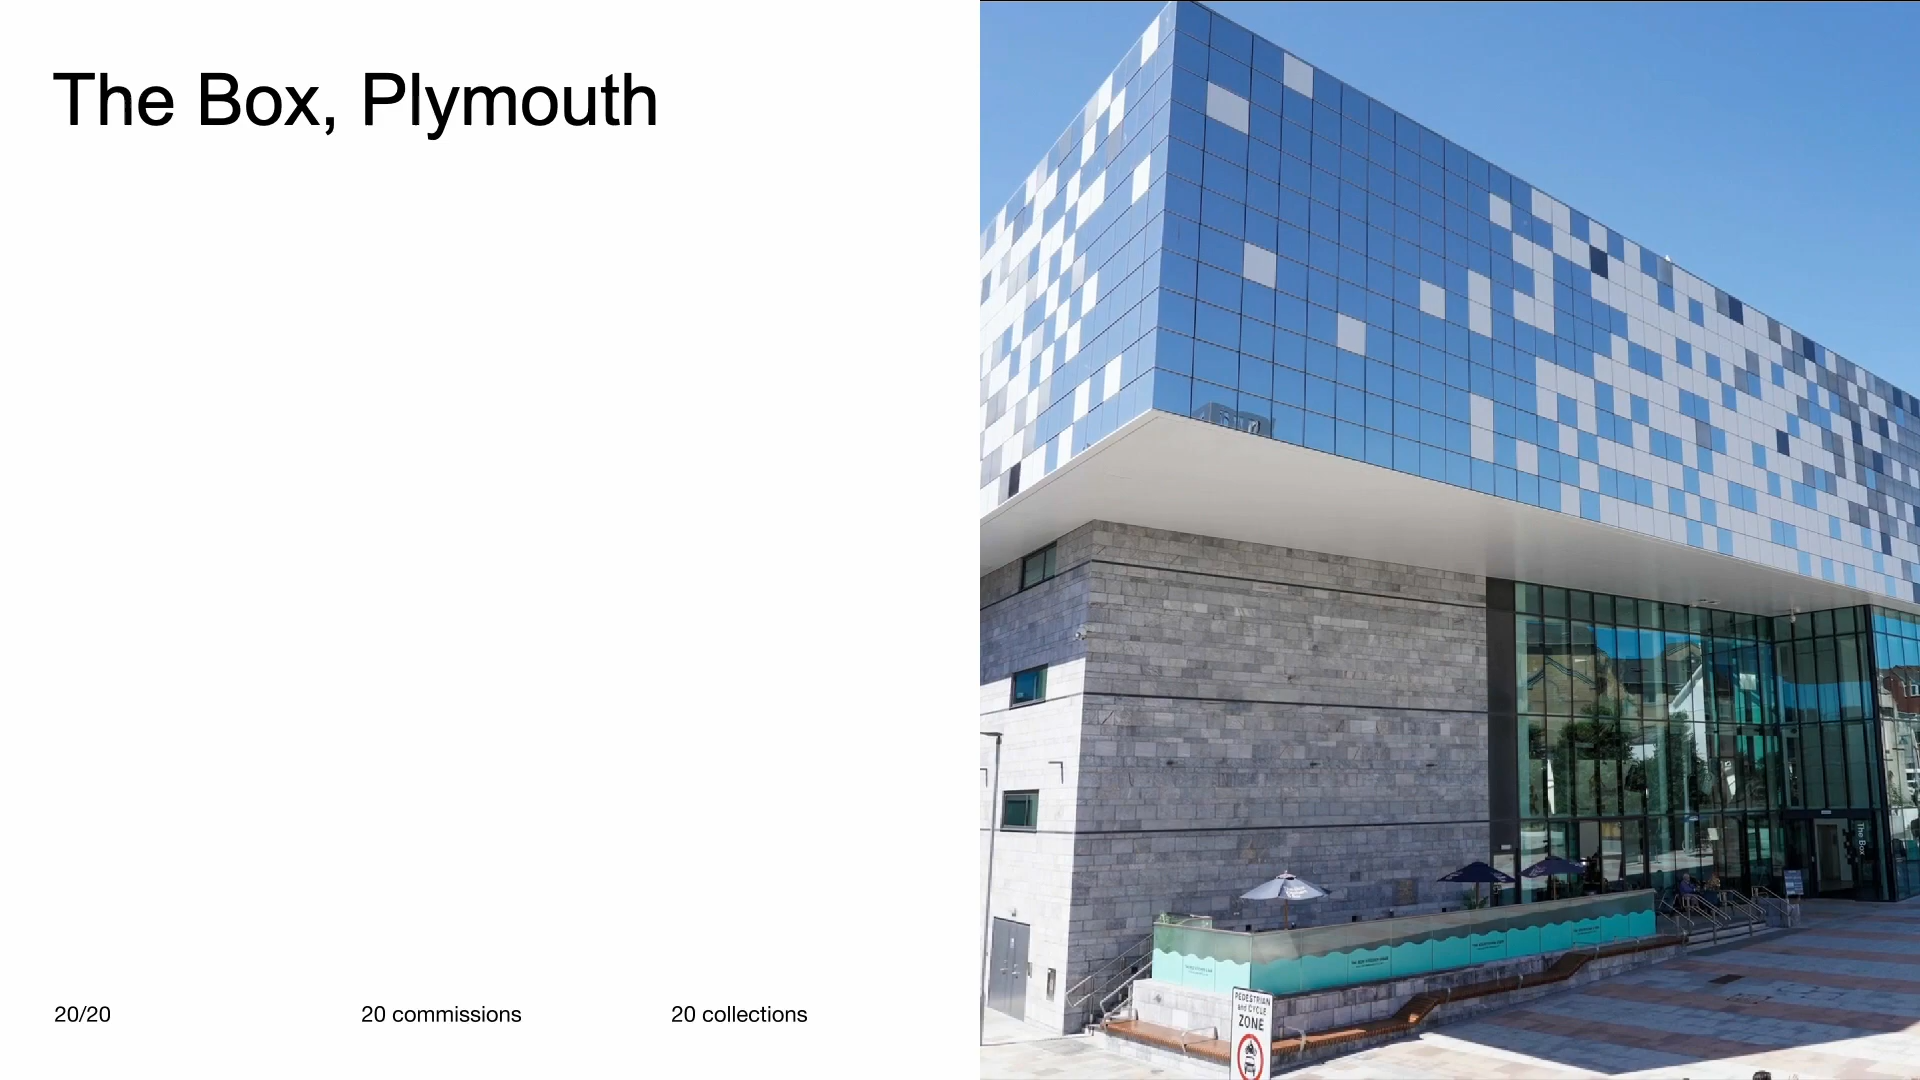 The Box, Plymouth
20/20
20 commissions
20 collections
The Box
PEDESTRIAN
and CYCLE
ZONE